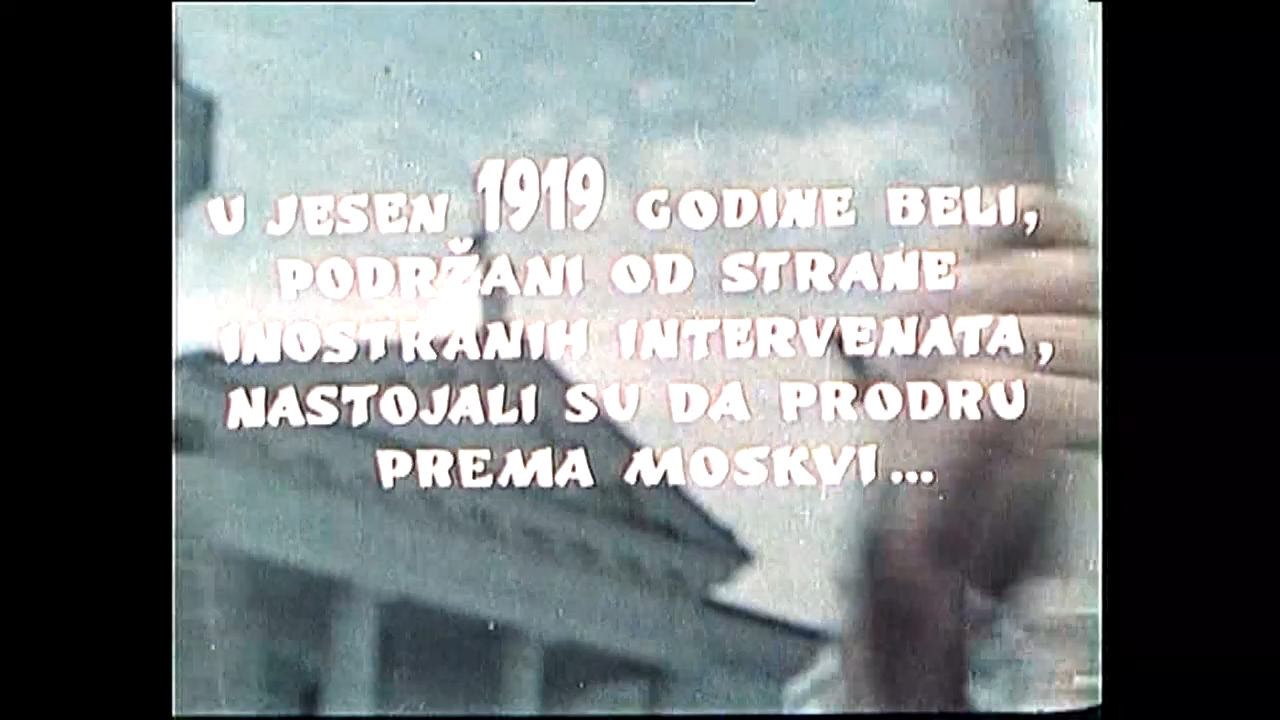 U JESEN 1919 GODINE BELI,
PODRŽANI OD STRANE
INOSTRANIH INTERVENATA,
NASTOJALI SU DA PRODRU
PREMA MOSKVI...